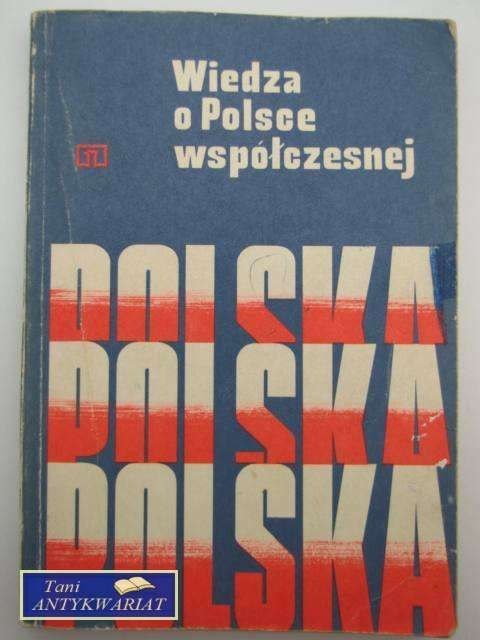 Wiedza
o Polsce
współczesnej
POLSKA
POLSKA
POLSKA
Tani
ANTYKWARIAT